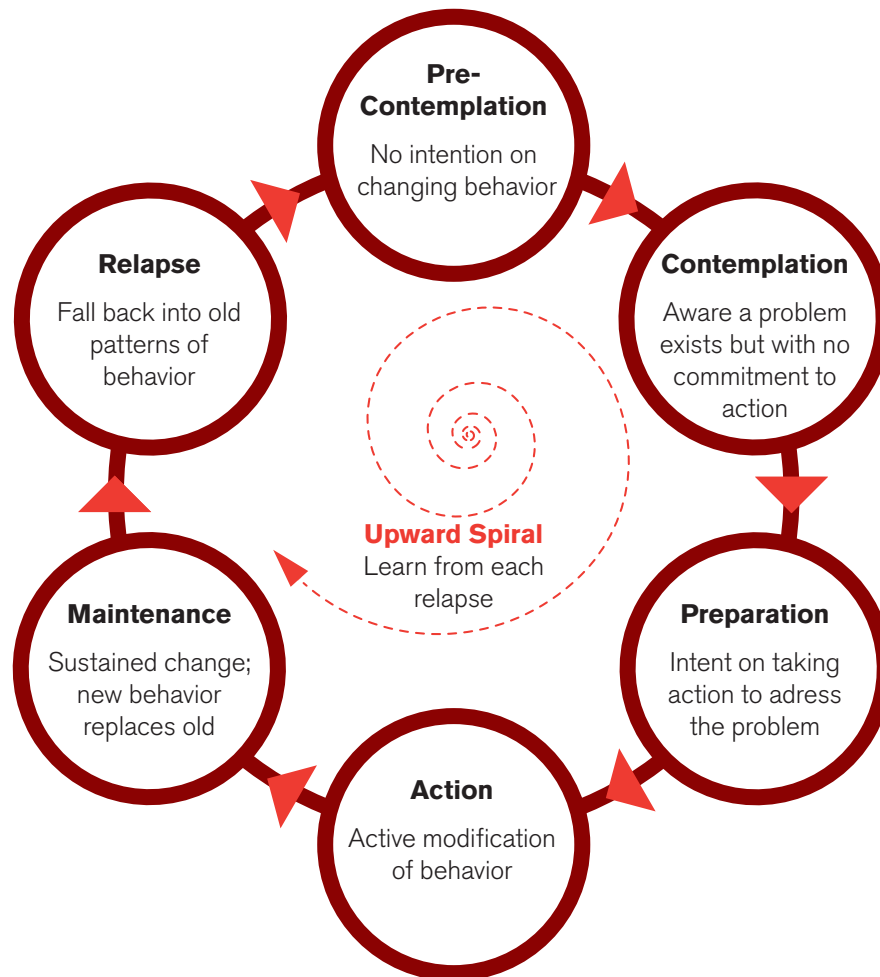 Pre-
Contemplation
No intention on
changing behavior
Contemplation
Aware a problem
exists but with no
commitment to
action
Preparation
Intent on taking
action to adress
the problem
Action
Active modification
of behavior
Maintenance
Sustained change;
new behavior
replaces old
Relapse
Fall back into old
patterns of
behavior
Upward Spiral
Learn from each
relapse